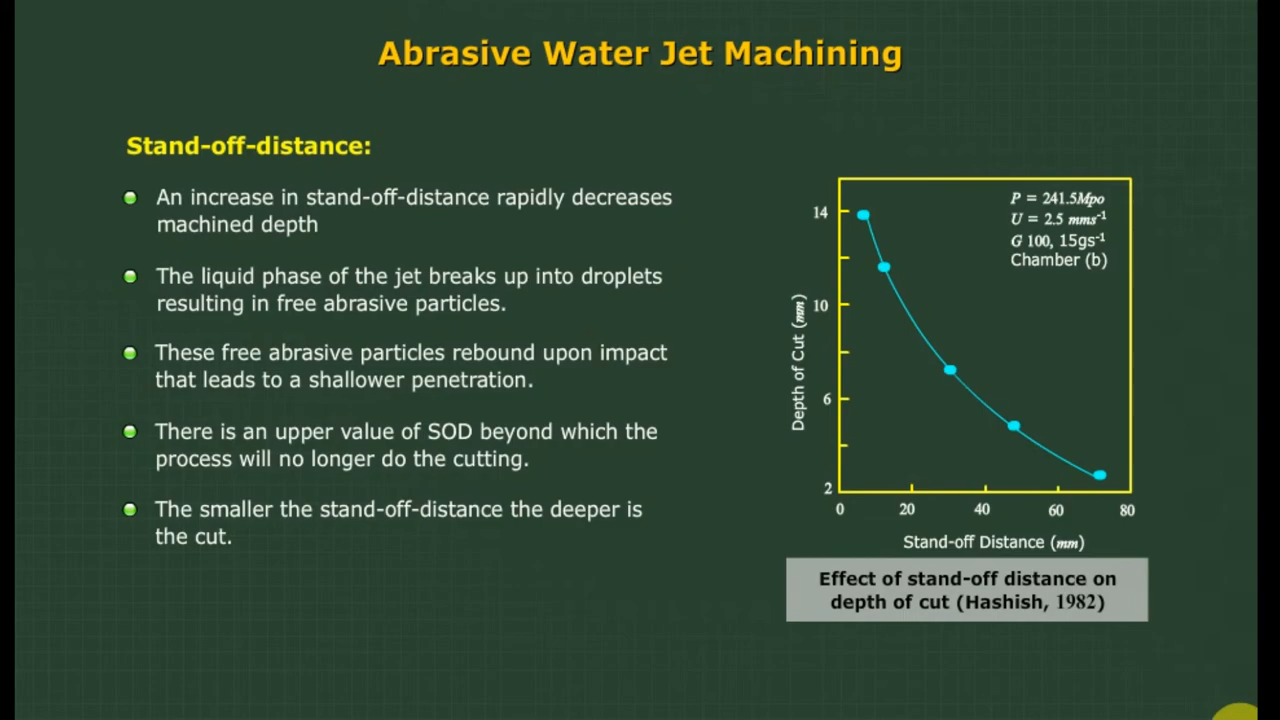 Abrasive Water Jet Machining
Stand-off-distance:
An increase in stand-off-distance rapidly decreases
machined depth
The liquid phase of the jet breaks up into droplets
resulting in free abrasive particles.
These free abrasive particles rebound upon impact
that leads to a shallower penetration.
There is an upper value of SOD beyond which the
process will no longer do the cutting.
The smaller the stand-off-distance the deeper is
the cut.
P = 241.5Mpo
U = 2.5 mms⁻¹
G 100, 15gs⁻¹
Chamber (b)
Depth of Cut (mm)
14
10
6
2
0 20 40 60 80
Stand-off Distance (mm)
Effect of stand-off distance on
depth of cut (Hashish, 1982)